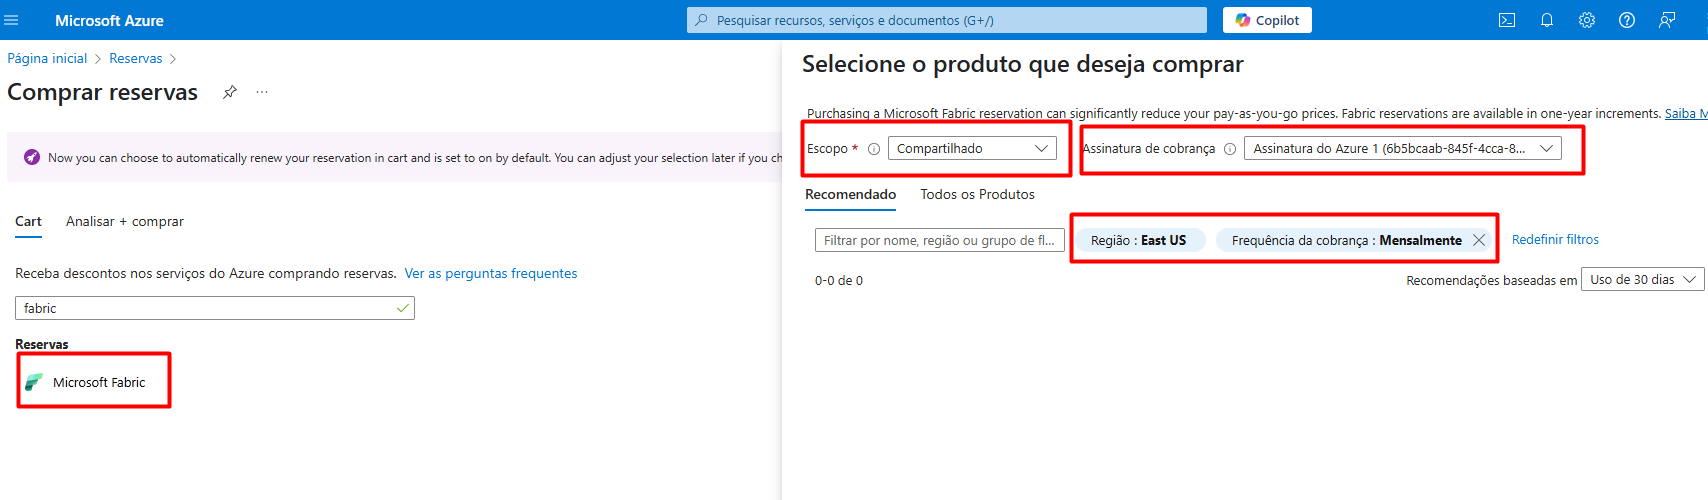 Microsoft Azure
Pesquisar recursos, serviços e documentos (G+/)
Copilot
Página inicial > Reservas >
Comprar reservas
Now you can choose to automatically renew your reservation in cart and is set to on by default. You can adjust your selection later if you ch
Cart
Analisar + comprar
Receba descontos nos serviços do Azure comprando reservas. Ver as perguntas frequentes
fabric
Reservas
Microsoft Fabric
Selecione o produto que deseja comprar
Purchasing a Microsoft Fabric reservation can significantly reduce your pay-as-you-go prices. Fabric reservations are available in one-year increments. Saiba M
Escopo * Compartilhado
Assinatura de cobrança Assinatura do Azure 1 (6b5bcaab-845f-4cca-8...
Recomendado
Todos os Produtos
Filtrar por nome, região ou grupo de fl...
Região : East US
Frequência da cobrança : Mensalmente
Redefinir filtros
0-0 de 0
Recomendações baseadas em Uso de 30 dias